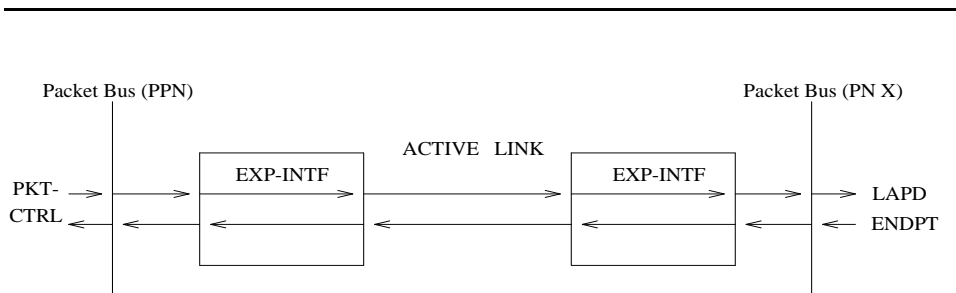 Packet Bus (PPN)
Packet Bus (PN X)
ACTIVE LINK
EXP-INTF
EXP-INTF
PKT-
CTRL
LAPD
ENDPT